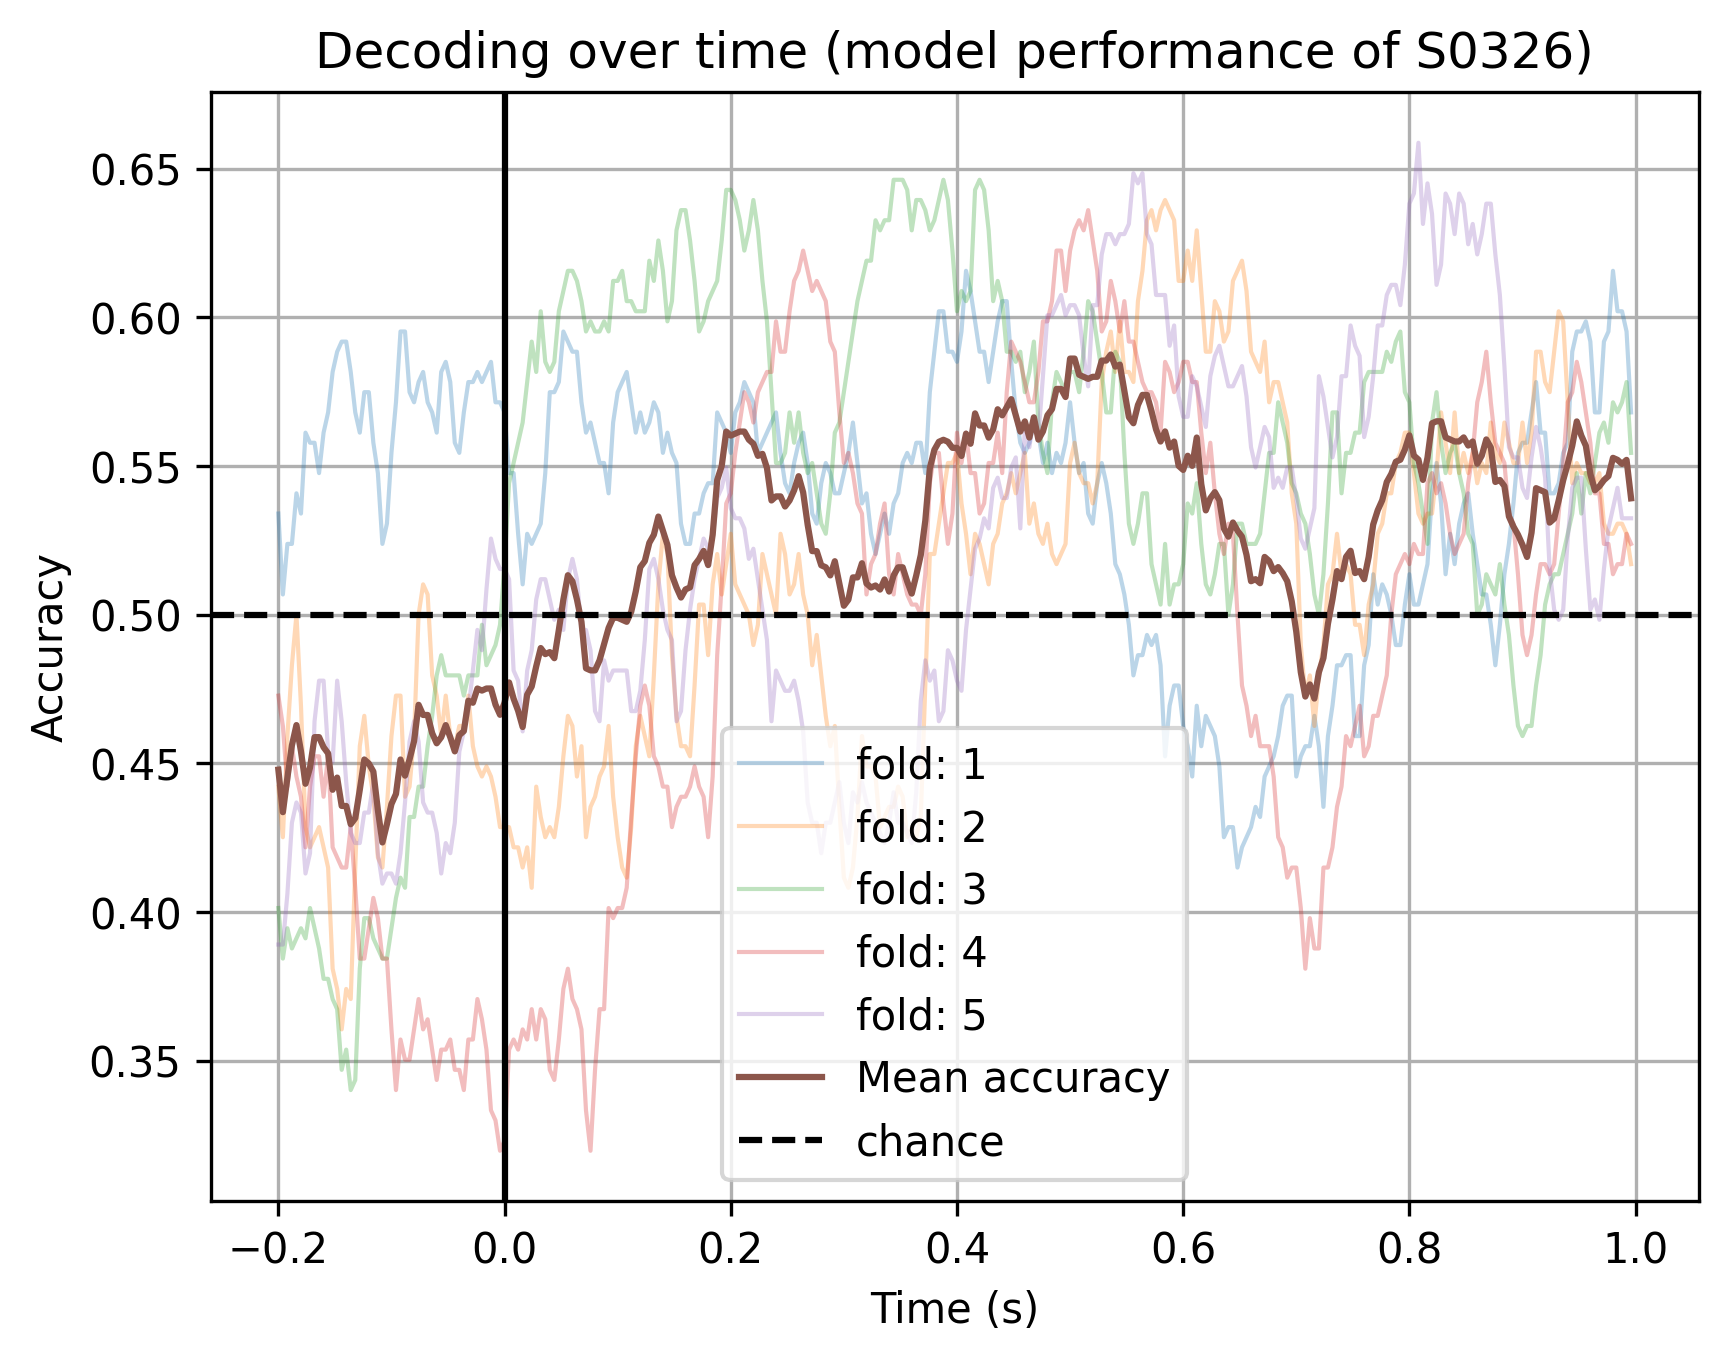 Decoding over time (model performance of S0326)
Accuracy
0.65
0.60
0.55
0.50
0.45
0.40
0.35
fold: 1
fold: 2
fold: 3
fold: 4
fold: 5
Mean accuracy
chance
−0.2
0.0
0.2
0.4
0.6
0.8
1.0
Time (s)